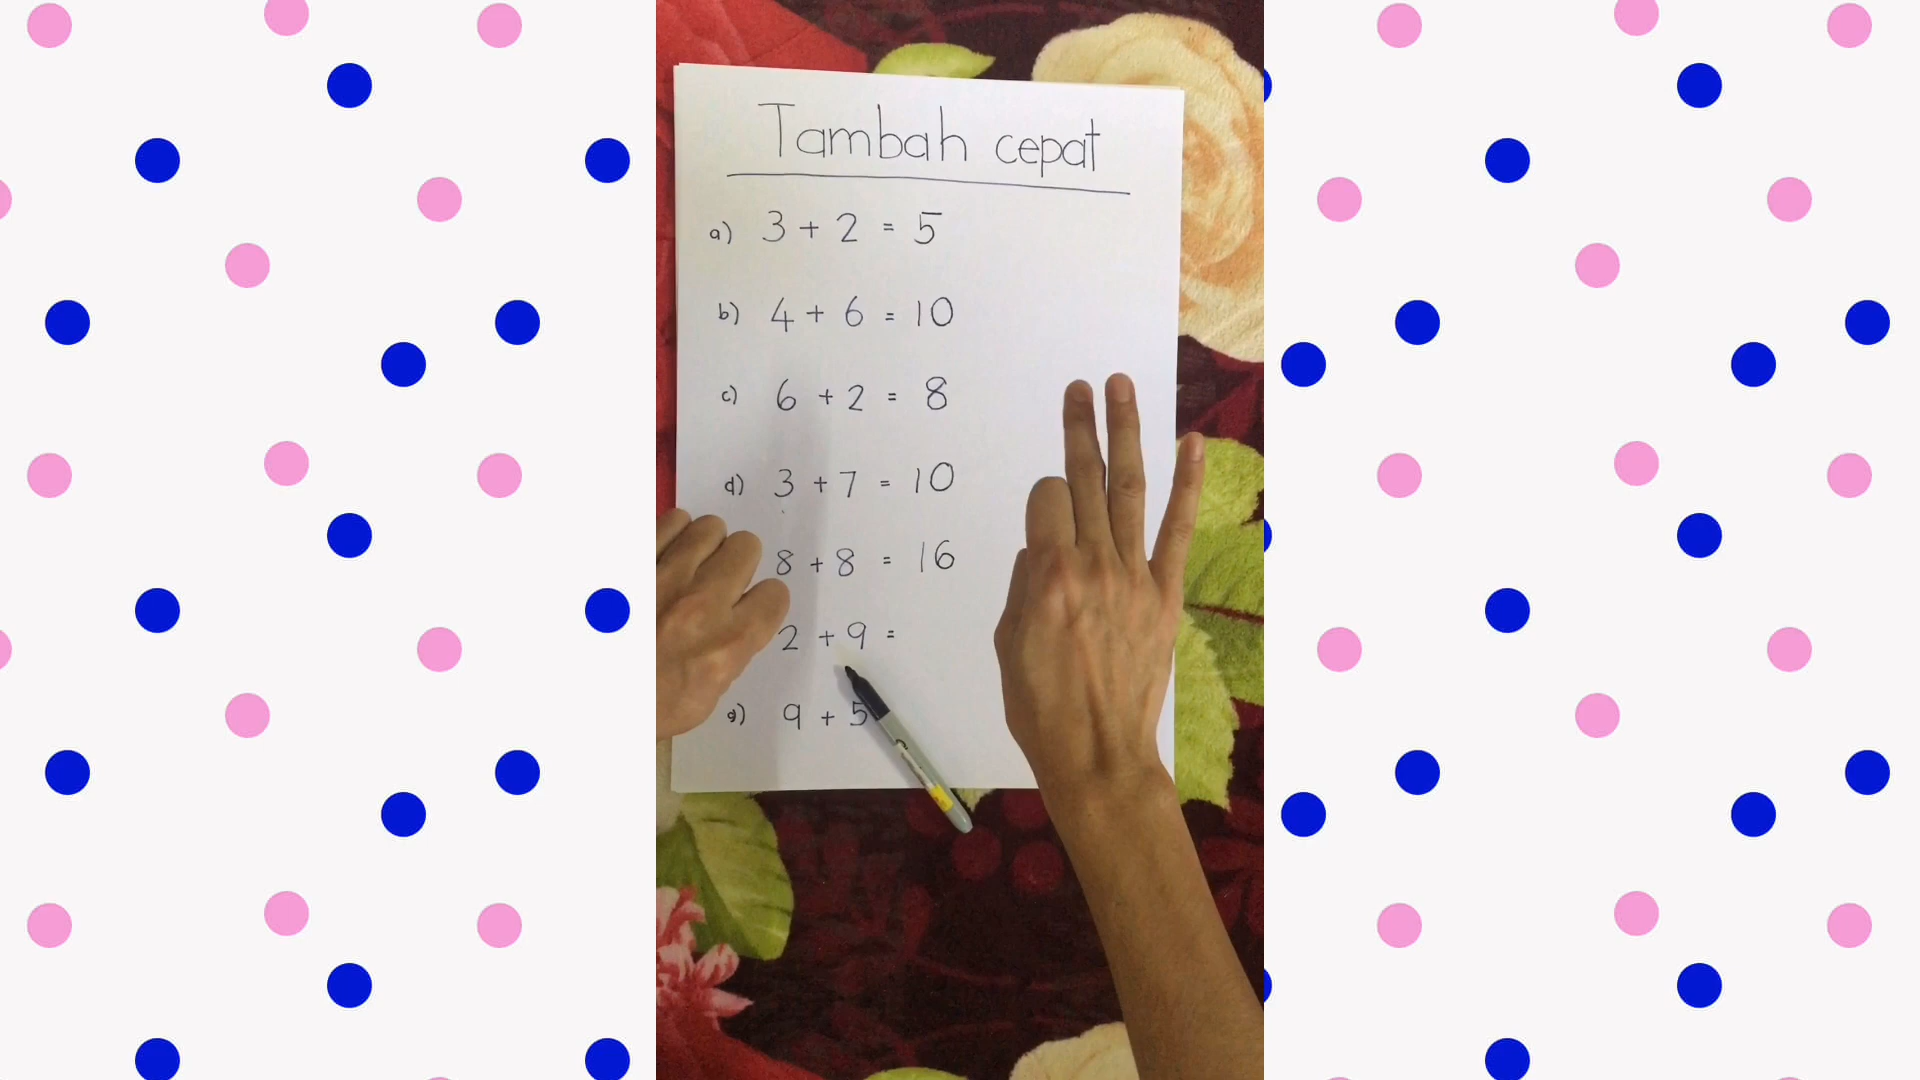 Tambah cepat
a) 3 + 2 = 5
b) 4 + 6 = 10
c) 6 + 2 = 8
d) 3 + 7 = 10
8 + 8 = 16
2 + 9 =
g) 9 + 5